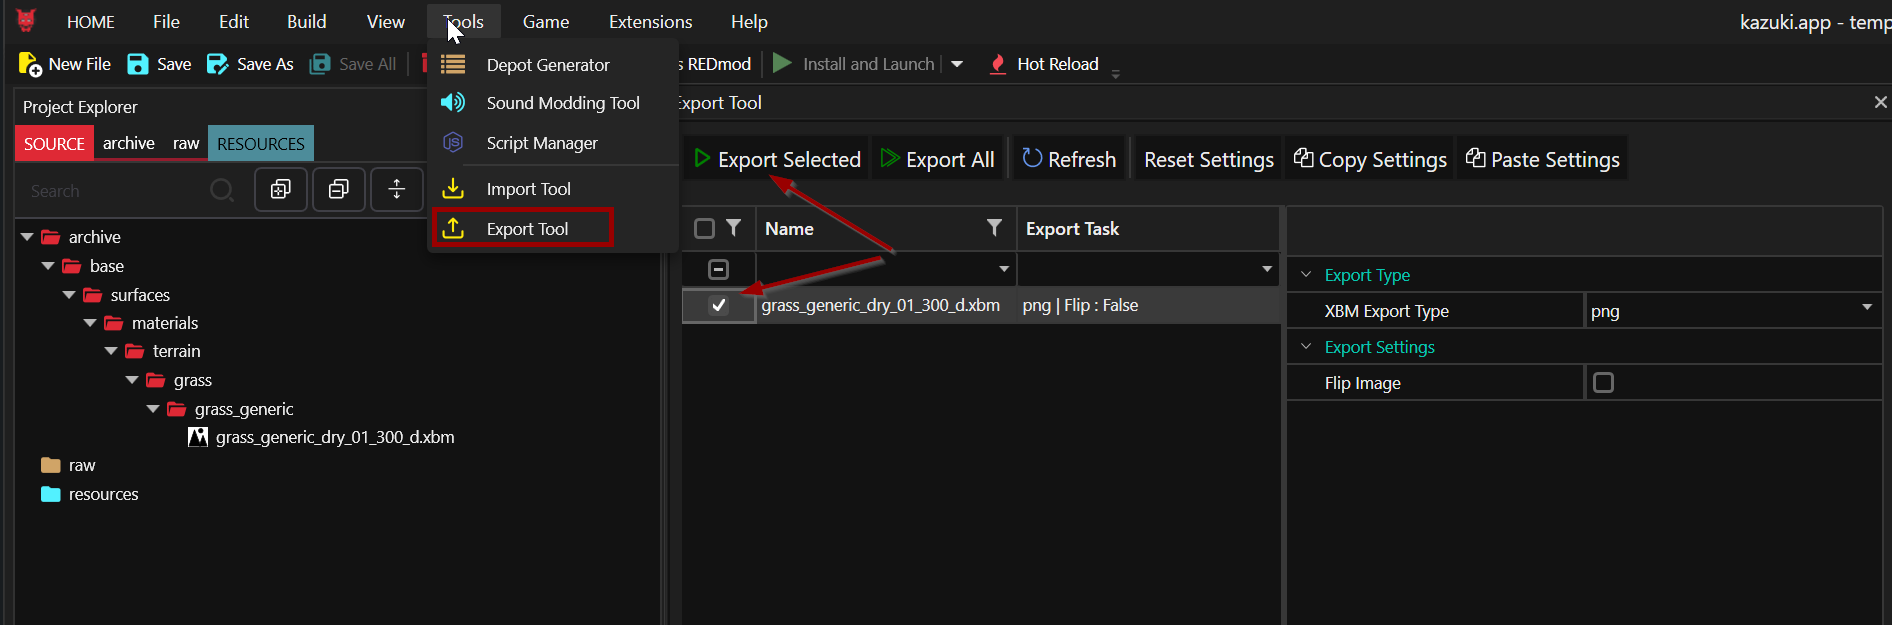 HOME File Edit Build View Tools Game Extensions Help kazuki.app - temp
New File Save Save As Save All s REDmod Install and Launch Hot Reload
Project Explorer
SOURCE archive raw RESOURCES
Search
archive
base
surfaces
materials
terrain
grass
grass_generic
grass_generic_dry_01_300_d.xbm
raw
resources
Depot Generator
Sound Modding Tool
JS Script Manager
Import Tool
Export Tool
Export Tool
Export Selected Export All Refresh Reset Settings Copy Settings Paste Settings
Name Export Task
grass_generic_dry_01_300_d.xbm png | Flip : False
Export Type
XBM Export Type png
Export Settings
Flip Image